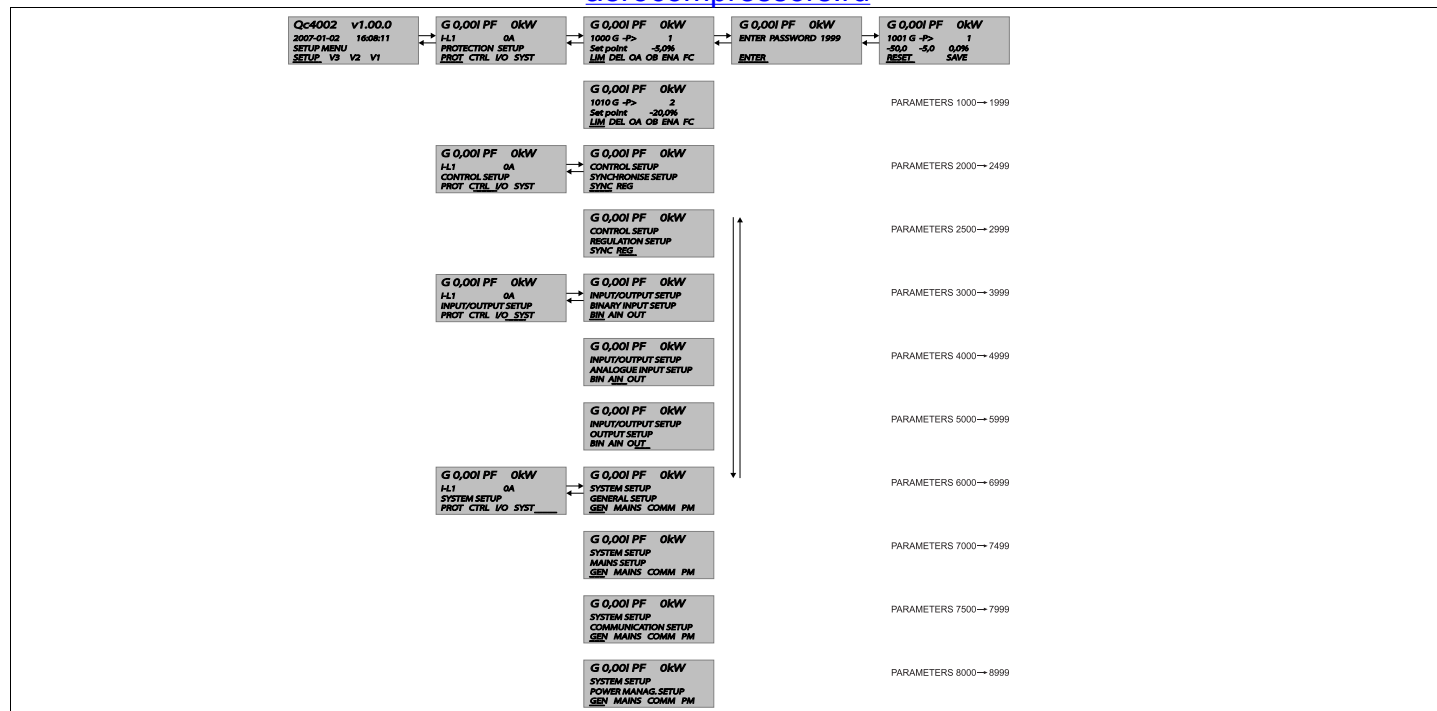 Qc4002 v1.00.0
2007-01-02 16:08:11
SETUP MENU
SETUP V3 V2 V1
G 0,00I PF 0kW
I-L1 0A
PROTECTION SETUP
PROT CTRL I/O SYST
G 0,00I PF 0kW
1000 G -P> 1
Set point -5,0%
LIM DEL OA OB ENA FC
G 0,00I PF 0kW
ENTER PASSWORD 1999
ENTER
G 0,00I PF 0kW
1001 G -P> 1
-50,0 -5,0 0,0%
RESET SAVE
G 0,00I PF 0kW
1010 G -P> 2
Set point -20,0%
LIM DEL OA OB ENA FC
PARAMETERS 1000→1999
G 0,00I PF 0kW
I-L1 0A
CONTROL SETUP
PROT CTRL I/O SYST
G 0,00I PF 0kW
CONTROL SETUP
SYNCHRONISE SETUP
SYNC REG
PARAMETERS 2000→2499
G 0,00I PF 0kW
CONTROL SETUP
REGULATION SETUP
SYNC REG
PARAMETERS 2500→2999
G 0,00I PF 0kW
I-L1 0A
INPUT/OUTPUT SETUP
PROT CTRL I/O SYST
G 0,00I PF 0kW
INPUT/OUTPUT SETUP
BINARY INPUT SETUP
BIN AIN OUT
PARAMETERS 3000→3999
G 0,00I PF 0kW
INPUT/OUTPUT SETUP
ANALOGUE INPUT SETUP
BIN AIN OUT
PARAMETERS 4000→4999
G 0,00I PF 0kW
INPUT/OUTPUT SETUP
OUTPUT SETUP
BIN AIN OUT
PARAMETERS 5000→5999
G 0,00I PF 0kW
I-L1 0A
SYSTEM SETUP
PROT CTRL I/O SYST
G 0,00I PF 0kW
SYSTEM SETUP
GENERAL SETUP
GEN MAINS COMM PM
PARAMETERS 6000→6999
G 0,00I PF 0kW
SYSTEM SETUP
MAINS SETUP
GEN MAINS COMM PM
PARAMETERS 7000→7499
G 0,00I PF 0kW
SYSTEM SETUP
COMMUNICATION SETUP
GEN MAINS COMM PM
PARAMETERS 7500→7999
G 0,00I PF 0kW
SYSTEM SETUP
POWER MANAG. SETUP
GEN MAINS COMM PM
PARAMETERS 8000→8999